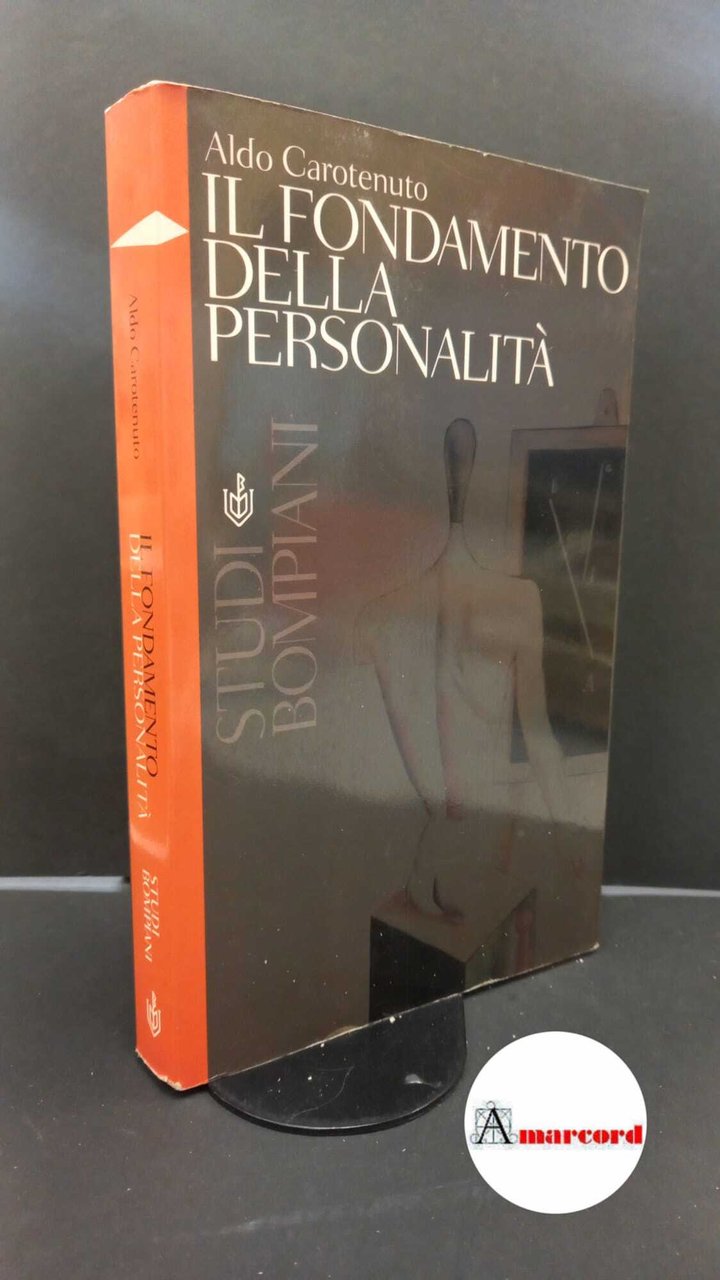 Aldo Carotenuto
IL FONDAMENTO
DELLA
PERSONALITÀ
STUDI
BOMPIANI
Aldo Carotenuto
IL FONDAMENTO
DELLA PERSONALITÀ
STUDI
BOMPIANI
Amarcord